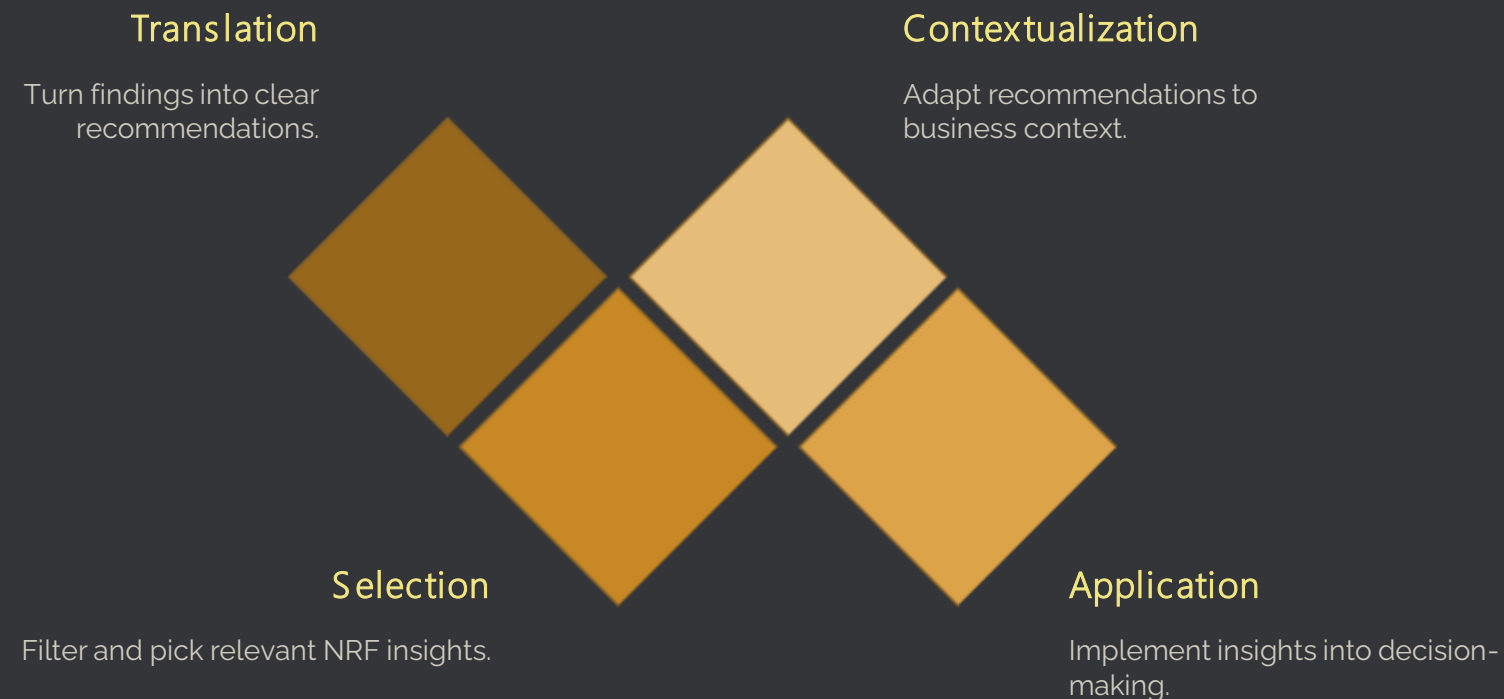 Translation
Turn findings into clear
recommendations.
Contextualization
Adapt recommendations to
business context.
Selection
Filter and pick relevant NRF insights.
Application
Implement insights into decision-
making.